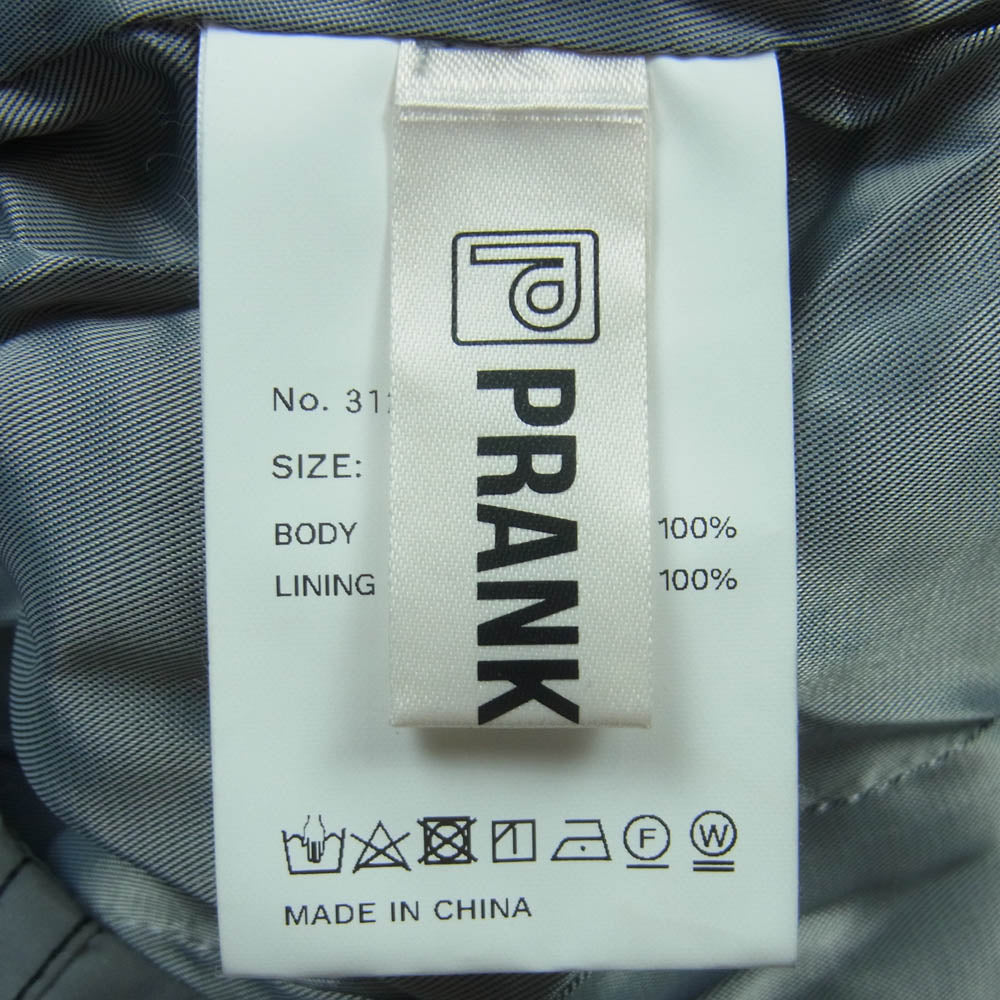 PRANK
No. 31
SIZE:
BODY 100%
LINING 100%
F W
MADE IN CHINA